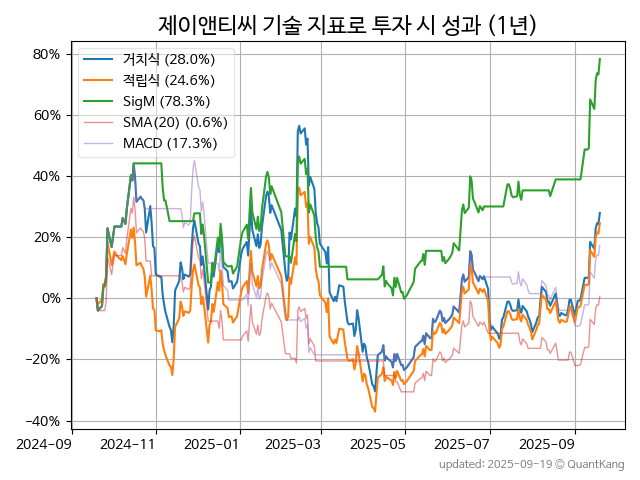 제이앤티씨 기술 지표로 투자 시 성과 (1년)
80%
60%
40%
20%
0%
−20%
−40%
거치식 (28.0%)
적립식 (24.6%)
SigM (78.3%)
SMA(20) (0.6%)
MACD (17.3%)
2024-09
2024-11
2025-01
2025-03
2025-05
2025-07
2025-09
updated: 2025-09-19 © QuantKang